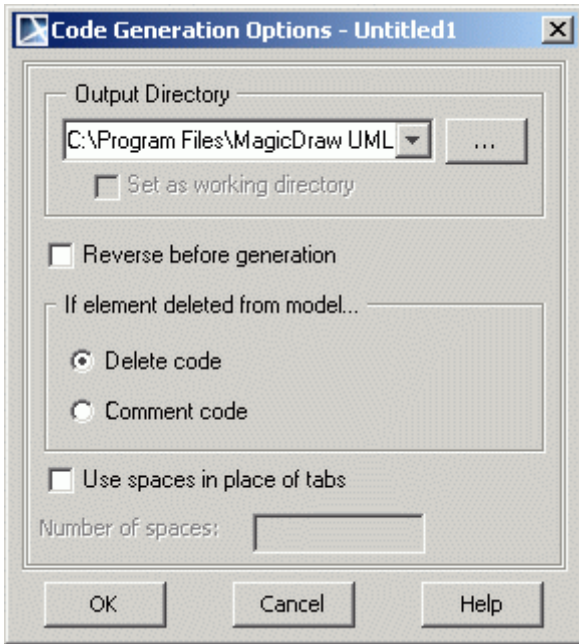 Code Generation Options - Untitled1
Output Directory
C:\Program Files\MagicDraw UML
...
Set as working directory
Reverse before generation
If element deleted from model...
Delete code
Comment code
Use spaces in place of tabs
Number of spaces:
OK Cancel Help